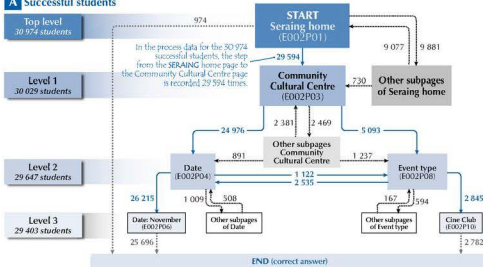 A Successful students
Top level
30 974 students
974
START
Seraing home
(E002P01)
In the process data for the 30 974
successful students, the step
from the SERAING home page to
the Community Cultural Centre page
is recorded 29 594 times.
29 594
9 077
9 881
Level 1
30 029 students
Community
Cultural Centre
(E002P03)
730
Other subpages
of Seraing home
2 381
2 469
24 976
5 093
Other subpages
Community
Cultural Centre
Level 2
29 647 students
Date
(E002P04)
891
1 237
Event type
(E002P08)
1 122
2 535
26 215
1 009
508
167
594
2 845
Level 3
29 403 students
Date: November
(E002P06)
Other subpages
of Date
Other subpages
of Event type
Cine Club
(E002P10)
25 696
2 782
END (correct answer)